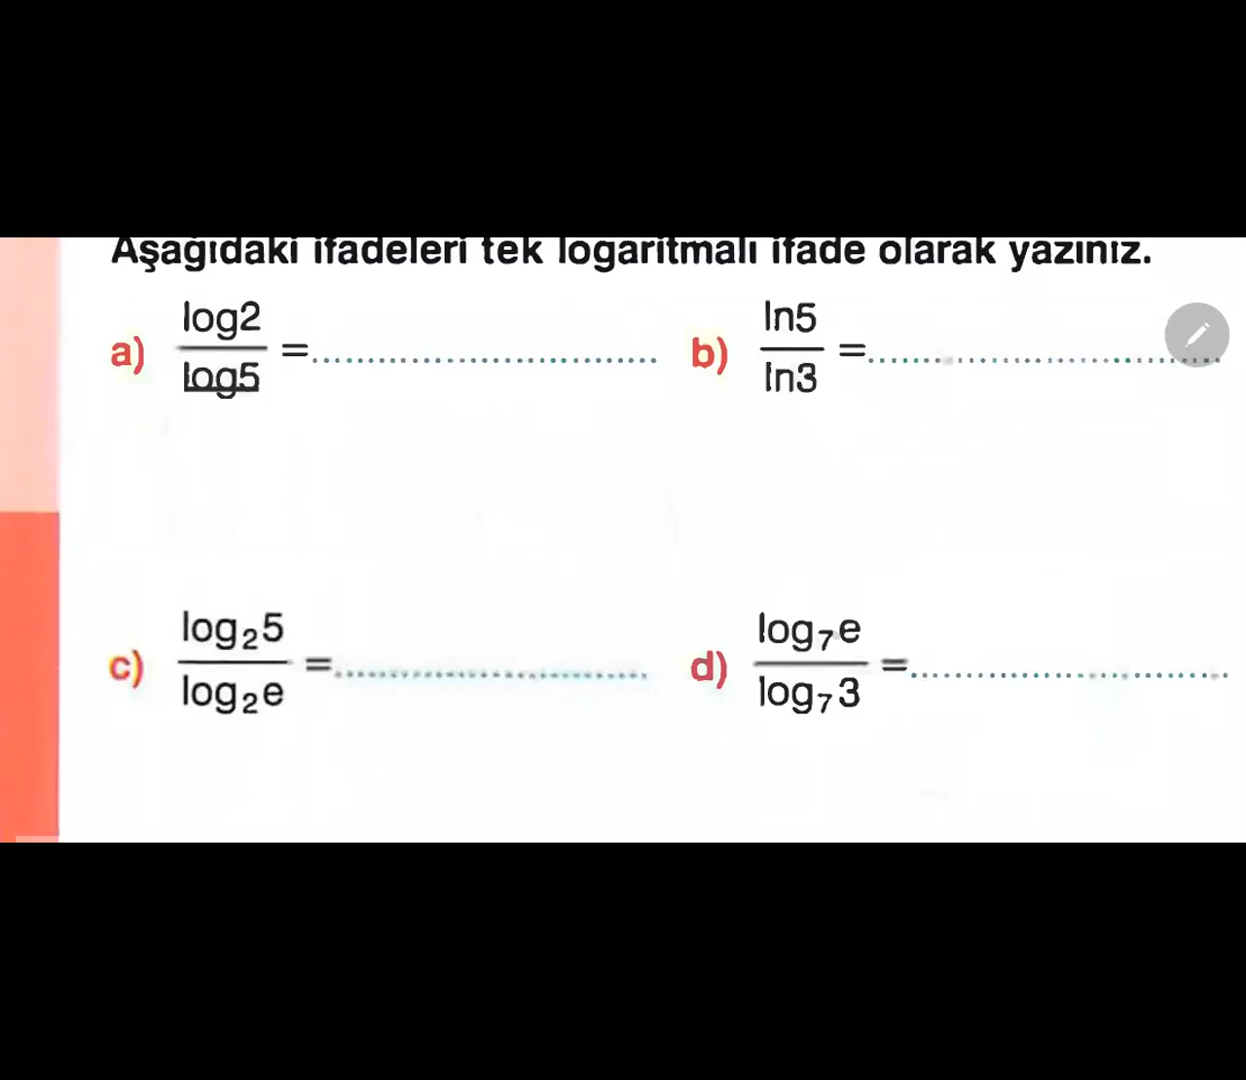 Aşağıdaki ifadeleri tek logaritmalı ifade olarak yazınız.
a) log2 / log5 = ........................
b) ln5 / ln3 = ........................
c) log₂5 / log₂e = ........................
d) log₇e / log₇3 = ........................